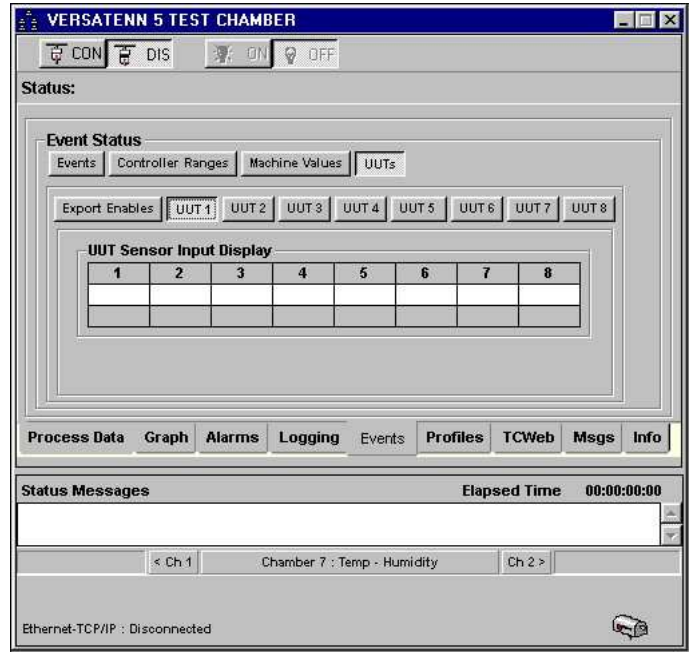 VERSATENN 5 TEST CHAMBER
CON DIS ON OFF
Status:
Event Status
Events Controller Ranges Machine Values UUTs
Export Enables UUT 1 UUT 2 UUT 3 UUT 4 UUT 5 UUT 6 UUT 7 UUT 8
UUT Sensor Input Display
1 2 3 4 5 6 7 8
Process Data Graph Alarms Logging Events Profiles TCWeb Msgs Info
Status Messages Elapsed Time 00:00:00:00
< Ch 1 Chamber 7 : Temp - Humidity Ch 2 >
Ethernet-TCP/IP : Disconnected